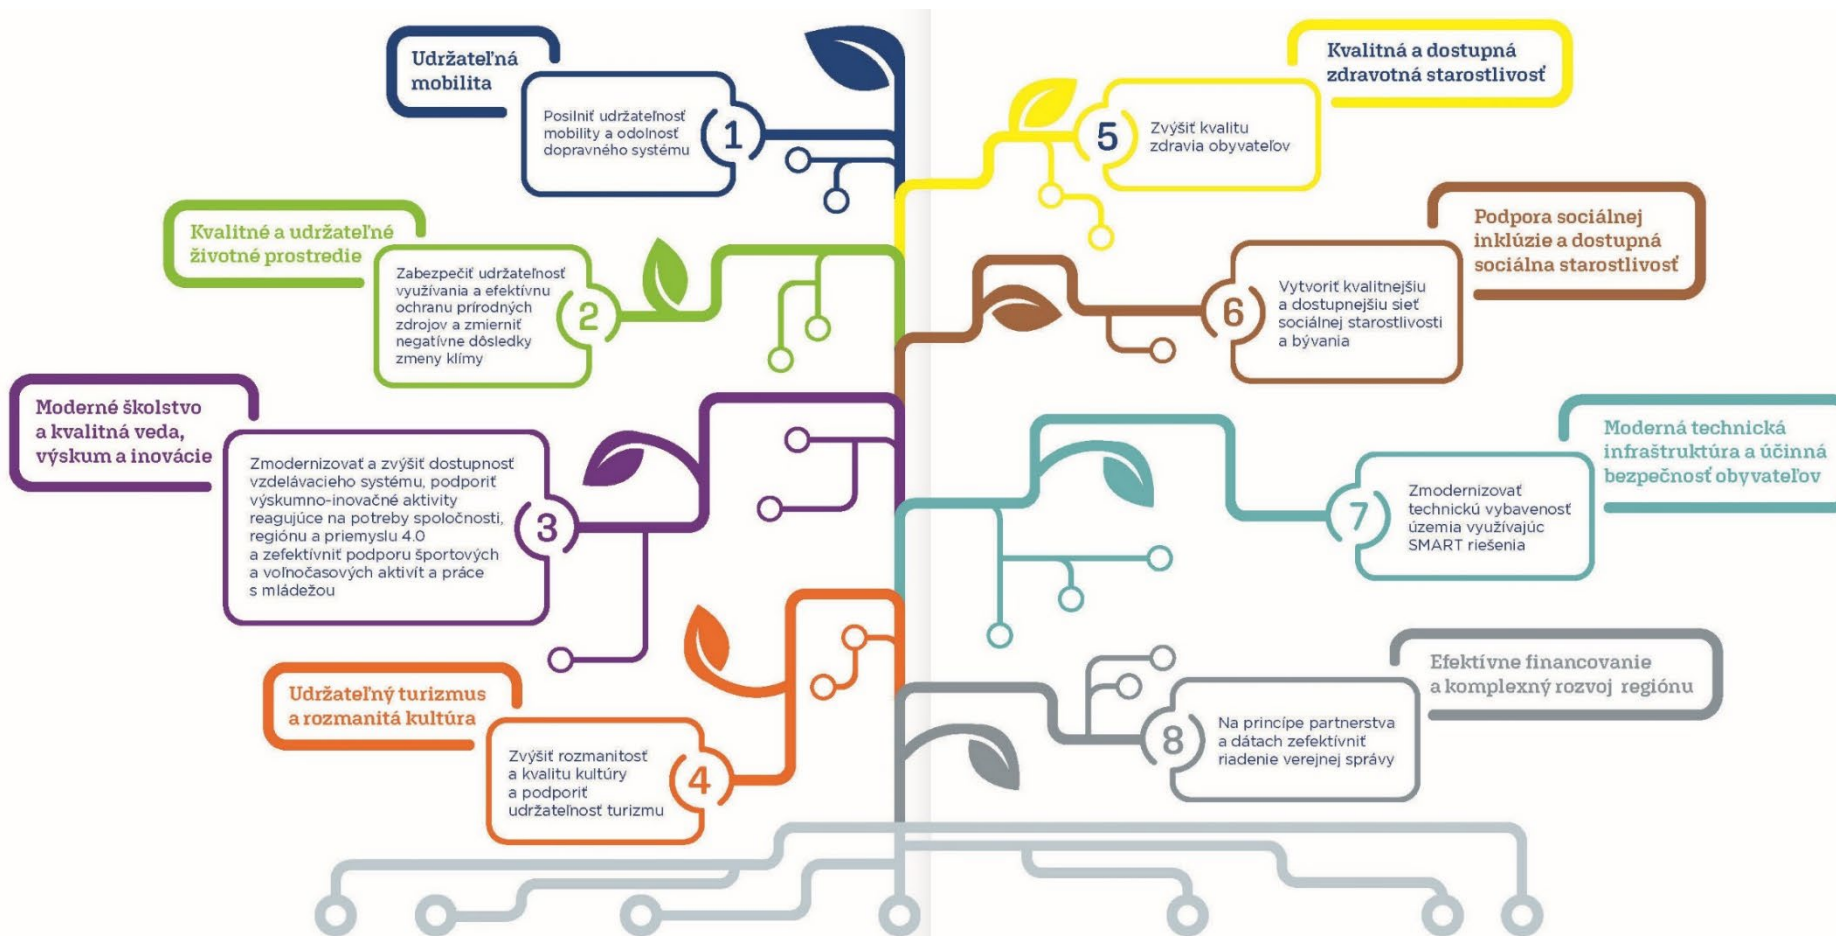 Udržateľná
mobilita
Posilniť udržateľnosť
mobility a odolnosť
dopravného systému
1
Kvalitné a udržateľné
životné prostredie
Zabezpečiť udržateľnosť
využívania a efektívnu
ochranu prírodných
zdrojov a zmierniť
negatívne dôsledky
zmeny klímy
2
Moderné školstvo
a kvalitná veda,
výskum a inovácie
Zmodernizovať a zvýšiť dostupnosť
vzdelávacieho systému, podporiť
výskumno-inovačné aktivity
reagujúce na potreby spoločnosti,
regiónu a priemyslu 4.0
a zefektívniť podporu športových
a voľnočasových aktivít a práce
s mládežou
3
Udržateľný turizmus
a rozmanitá kultúra
Zvýšiť rozmanitosť
a kvalitu kultúry
a podporiť
udržateľnosť turizmu
4
Kvalitná a dostupná
zdravotná starostlivosť
5
Zvýšiť kvalitu
zdravia obyvateľov
Podpora sociálnej
inklúzie a dostupná
sociálna starostlivosť
6
Vytvoriť kvalitnejšiu
a dostupnejšiu sieť
sociálnej starostlivosti
a bývania
Moderná technická
infraštruktúra a účinná
bezpečnosť obyvateľov
7
Zmodernizovať
technickú vybavenosť
územia využívajúc
SMART riešenia
Efektívne financovanie
a komplexný rozvoj regiónu
8
Na princípe partnerstva
a dátach zefektívniť
riadenie verejnej správy